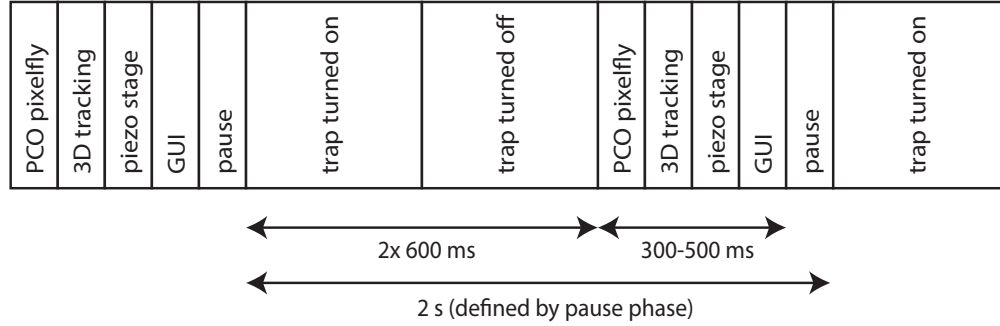 PCO pixelfly
3D tracking
piezo stage
GUI
pause
trap turned on
trap turned off
PCO pixelfly
3D tracking
piezo stage
GUI
pause
trap turned on
2x 600 ms
300-500 ms
2 s (defined by pause phase)